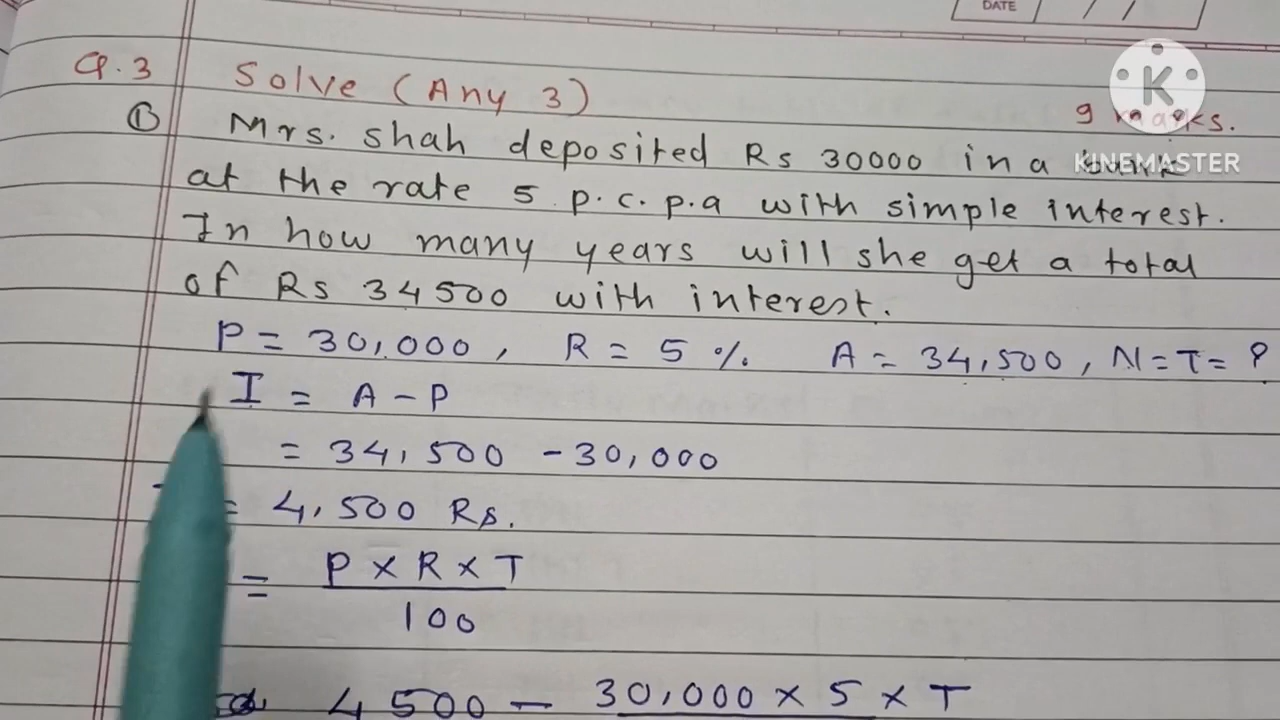 DATE / /
Q.3 Solve (Any 3)
9 marks.
K
KINEMASTER
① Mrs. shah deposited Rs 30000 in a
at the rate 5 p.c.p.a with simple interest.
In how many years will she get a total
of Rs 34500 with interest.
P = 30,000, R = 5 % A = 34,500, N = T = ?
I = A - P
= 34,500 - 30,000
= 4,500 Rs.
= P × R × T
100
4500 = 30,000 × 5 × T